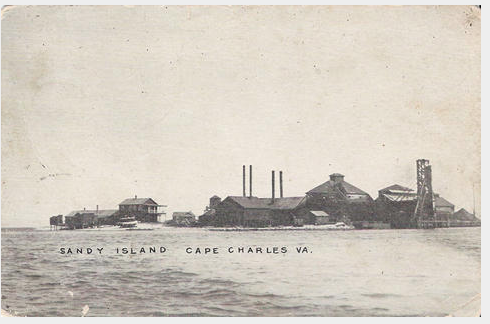 SANDY ISLAND CAPE CHARLES VA.